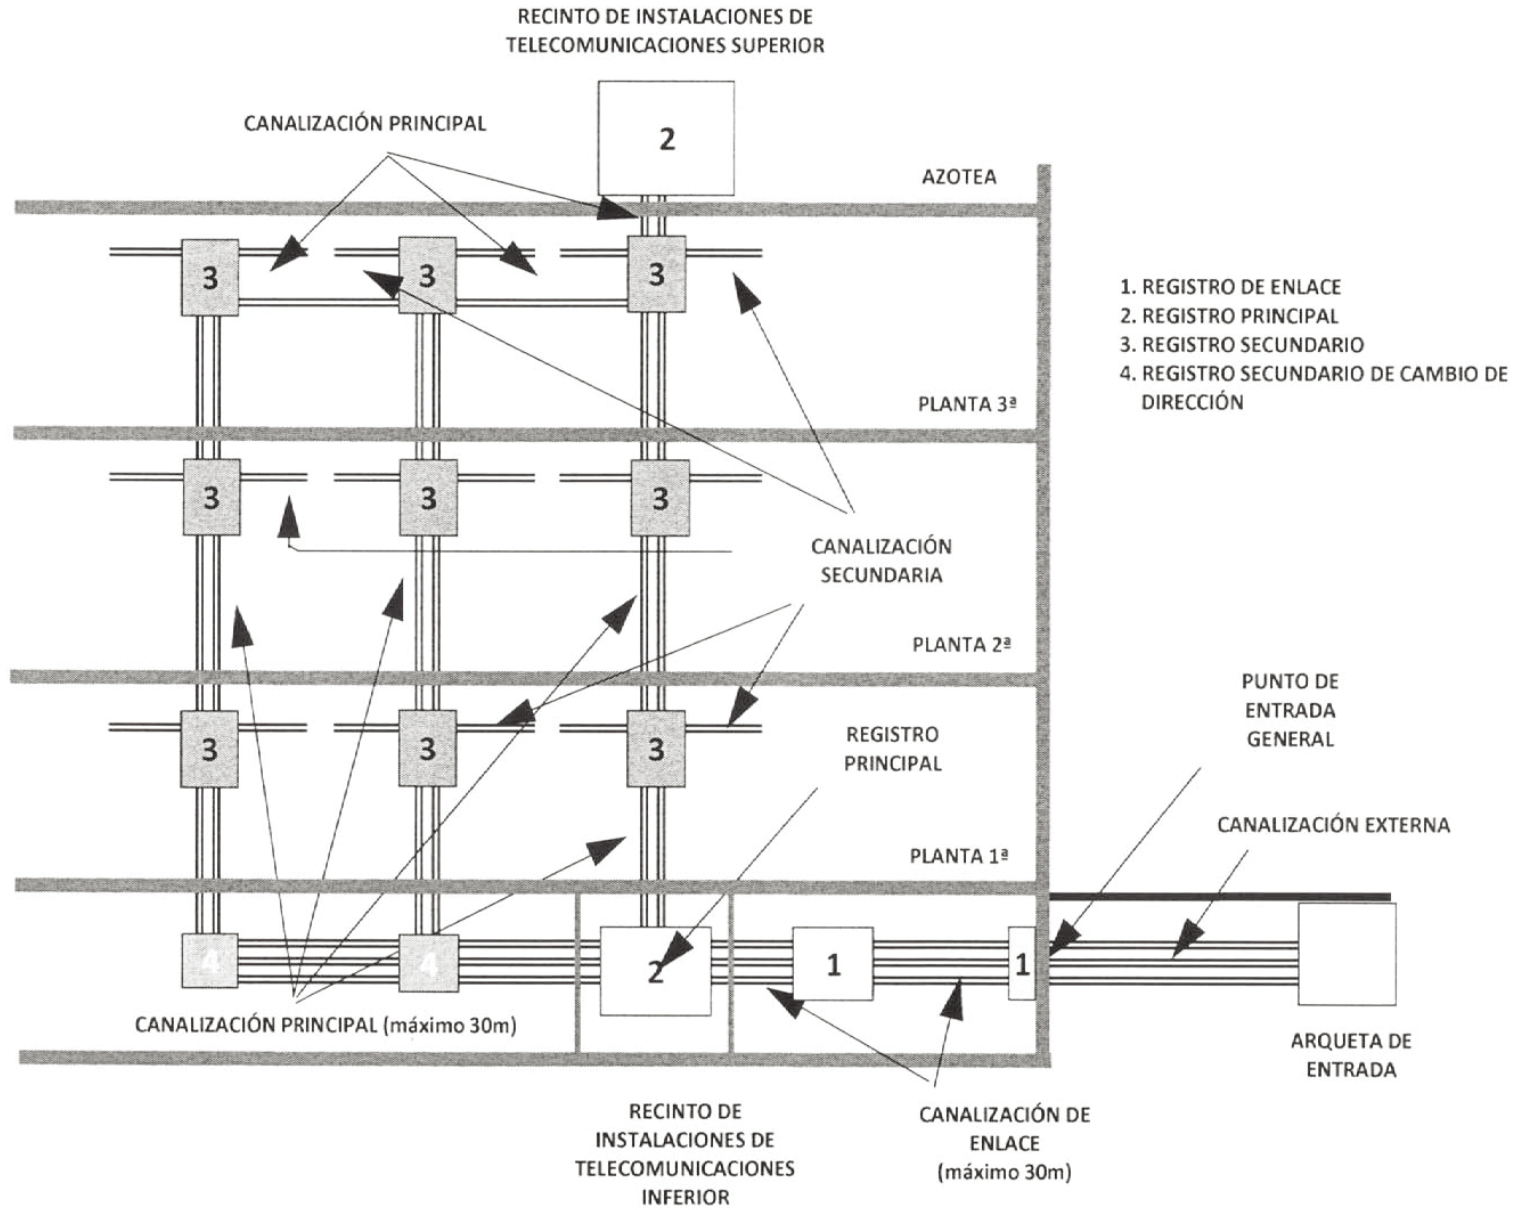 RECINTO DE INSTALACIONES DE
TELECOMUNICACIONES SUPERIOR
CANALIZACIÓN PRINCIPAL
2
AZOTEA
3
3
3
1. REGISTRO DE ENLACE
2. REGISTRO PRINCIPAL
3. REGISTRO SECUNDARIO
4. REGISTRO SECUNDARIO DE CAMBIO DE
DIRECCIÓN
PLANTA 3ª
3
3
3
CANALIZACIÓN
SECUNDARIA
PLANTA 2ª
3
3
3
REGISTRO
PRINCIPAL
PUNTO DE
ENTRADA
GENERAL
CANALIZACIÓN EXTERNA
PLANTA 1ª
4
4
2
1
1
CANALIZACIÓN PRINCIPAL (máximo 30m)
ARQUETA DE
ENTRADA
RECINTO DE
INSTALACIONES DE
TELECOMUNICACIONES
INFERIOR
CANALIZACIÓN DE
ENLACE
(máximo 30m)